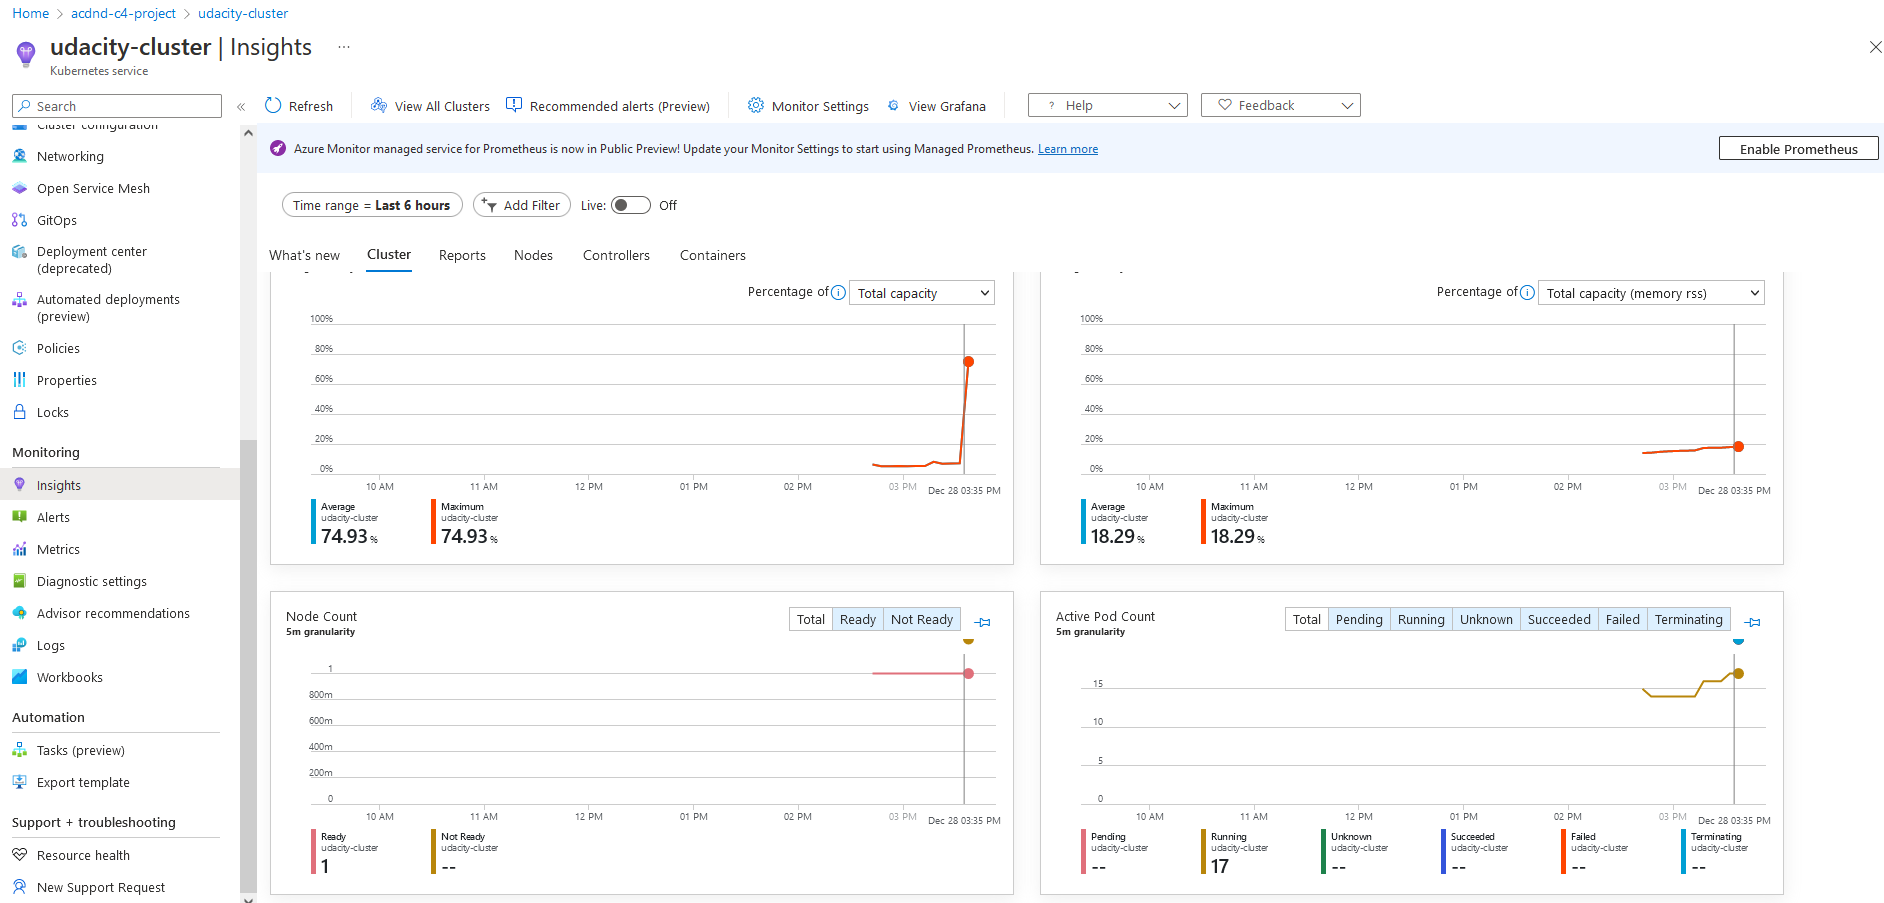 Home > acdnd-c4-project > udacity-cluster
udacity-cluster | Insights ...
Kubernetes service
Search
«
Cluster configuration
Networking
Open Service Mesh
GitOps
Deployment center
(deprecated)
Automated deployments
(preview)
Policies
Properties
Locks
Monitoring
Insights
Alerts
Metrics
Diagnostic settings
Advisor recommendations
Logs
Workbooks
Automation
Tasks (preview)
Export template
Support + troubleshooting
Resource health
New Support Request
Refresh View All Clusters Recommended alerts (Preview) Monitor Settings View Grafana ? Help Feedback
Azure Monitor managed service for Prometheus is now in Public Preview! Update your Monitor Settings to start using Managed Prometheus. Learn more
Enable Prometheus
Time range = Last 6 hours Add Filter Live: Off
What's new Cluster Reports Nodes Controllers Containers
Percentage of Total capacity
100%
80%
60%
40%
20%
0%
10 AM 11 AM 12 PM 01 PM 02 PM 03 PM Dec 28 03:35 PM
Average Maximum
udacity-cluster udacity-cluster
74.93 % 74.93 %
Percentage of Total capacity (memory rss)
100%
80%
60%
40%
20%
0%
10 AM 11 AM 12 PM 01 PM 02 PM 03 PM Dec 28 03:35 PM
Average Maximum
udacity-cluster udacity-cluster
18.29 % 18.29 %
Node Count Total Ready Not Ready
5m granularity
1
800m
600m
400m
200m
0
10 AM 11 AM 12 PM 01 PM 02 PM 03 PM Dec 28 03:35 PM
Ready Not Ready
udacity-cluster udacity-cluster
1 --
Active Pod Count Total Pending Running Unknown Succeeded Failed Terminating
5m granularity
15
10
5
0
10 AM 11 AM 12 PM 01 PM 02 PM 03 PM Dec 28 03:35 PM
Pending Running Unknown Succeeded Failed Terminating
udacity-cluster udacity-cluster udacity-cluster udacity-cluster udacity-cluster udacity-cluster
-- 17 -- -- -- --